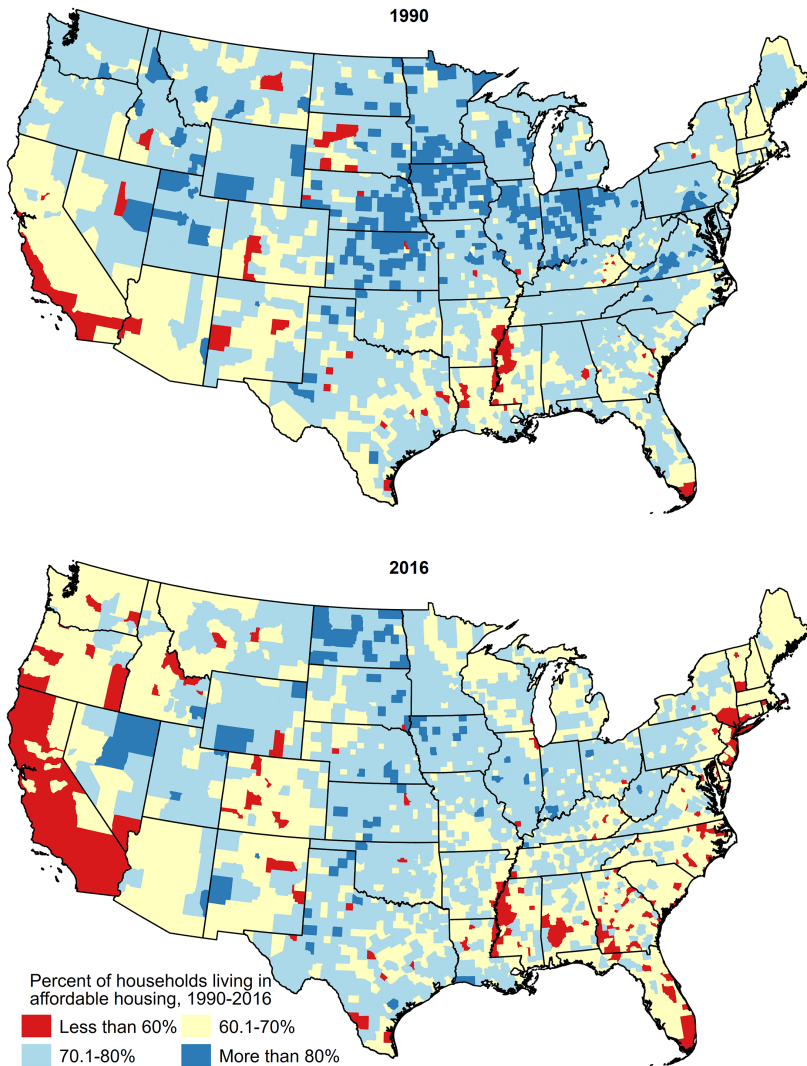 1990
2016
Percent of households living in
affordable housing, 1990-2016
Less than 60%
60.1-70%
70.1-80%
More than 80%